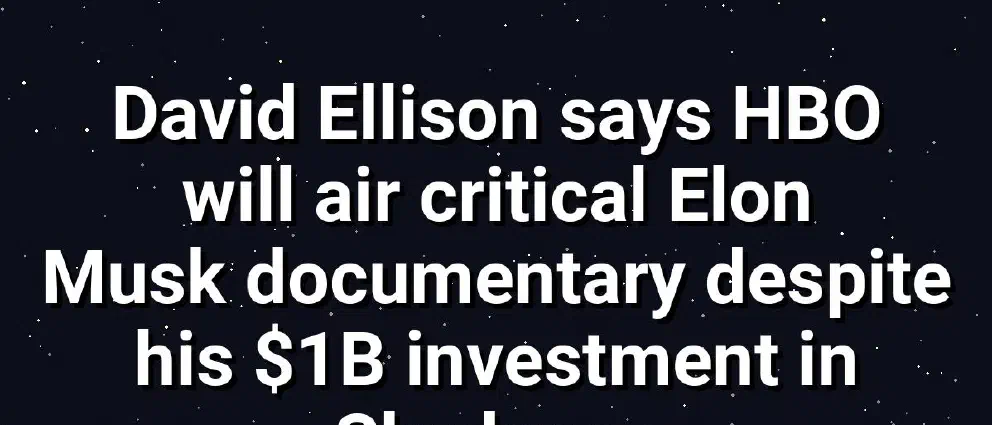 David Ellison says HBO
will air critical Elon
Musk documentary despite
his $1B investment in